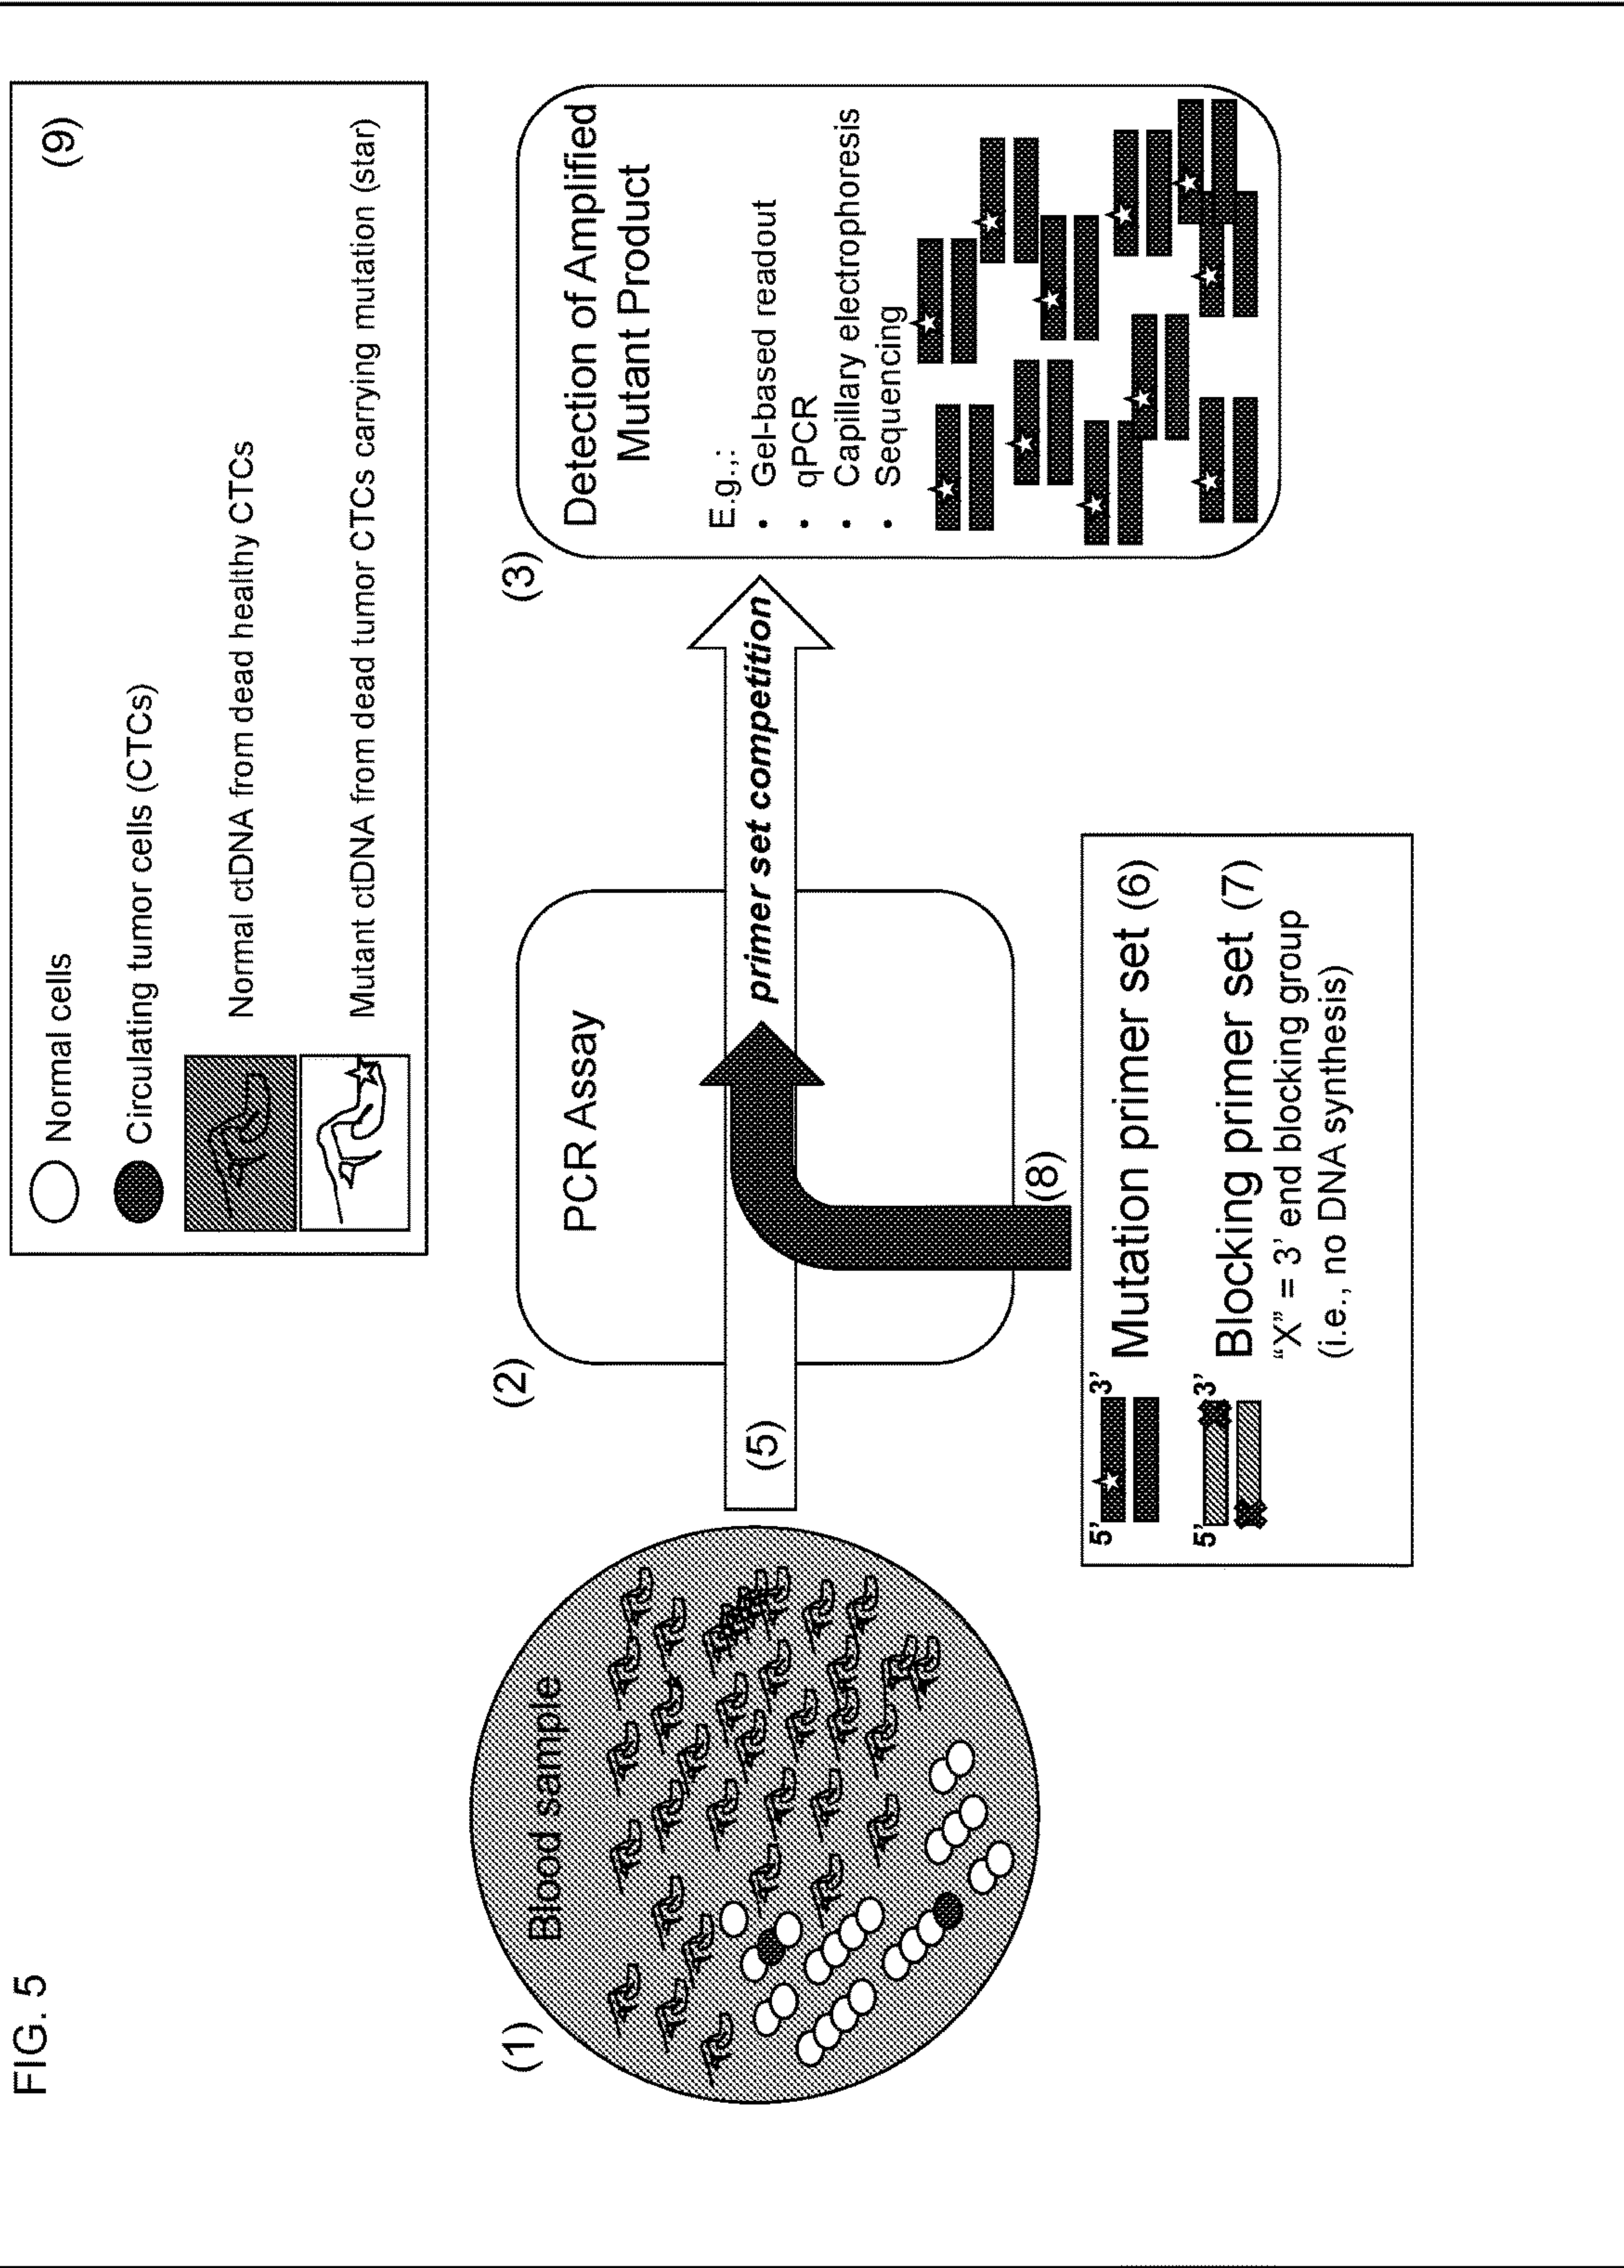 FIG. 5
(9)
Normal cells
Circulating tumor cells (CTCs)
Normal ctDNA from dead healthy CTCs
Mutant ctDNA from dead tumor CTCs carrying mutation (star)
(1)
Blood sample
(5)
(2)
PCR Assay
primer set competition
(8)
(3)
Detection of Amplified
Mutant Product
E.g.,:
• Gel-based readout
• qPCR
• Capillary electrophoresis
• Sequencing
5' 3' Mutation primer set (6)
5' 3' Blocking primer set (7)
“X” = 3’ end blocking group
(i.e., no DNA synthesis)